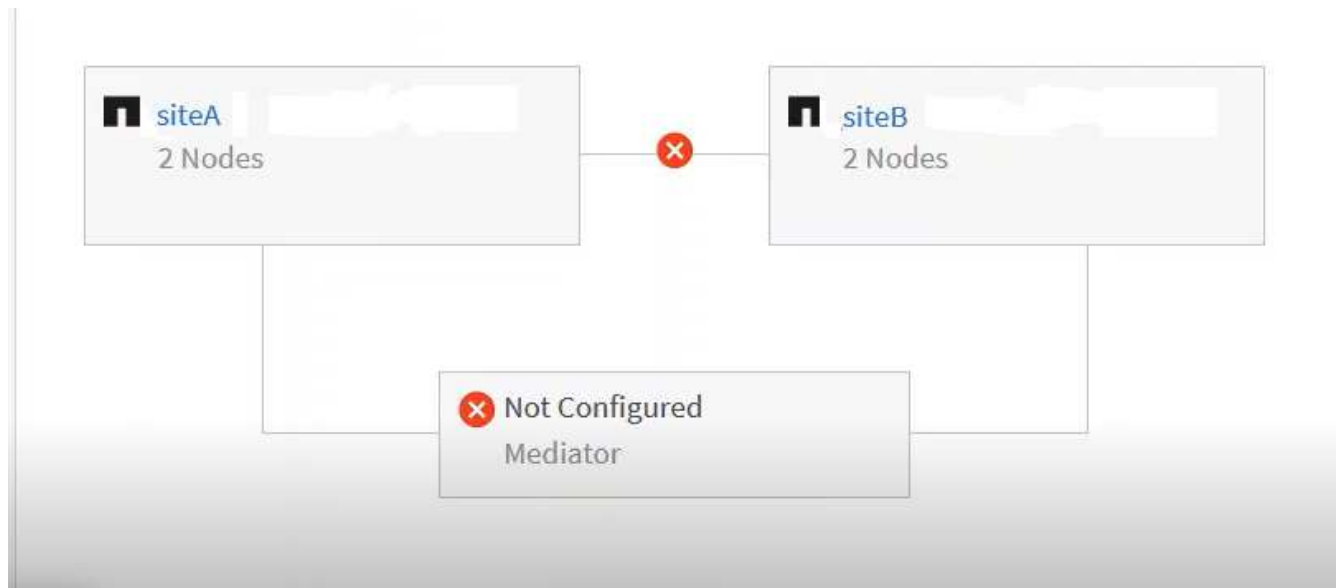 siteA
2 Nodes
siteB
2 Nodes
Not Configured
Mediator